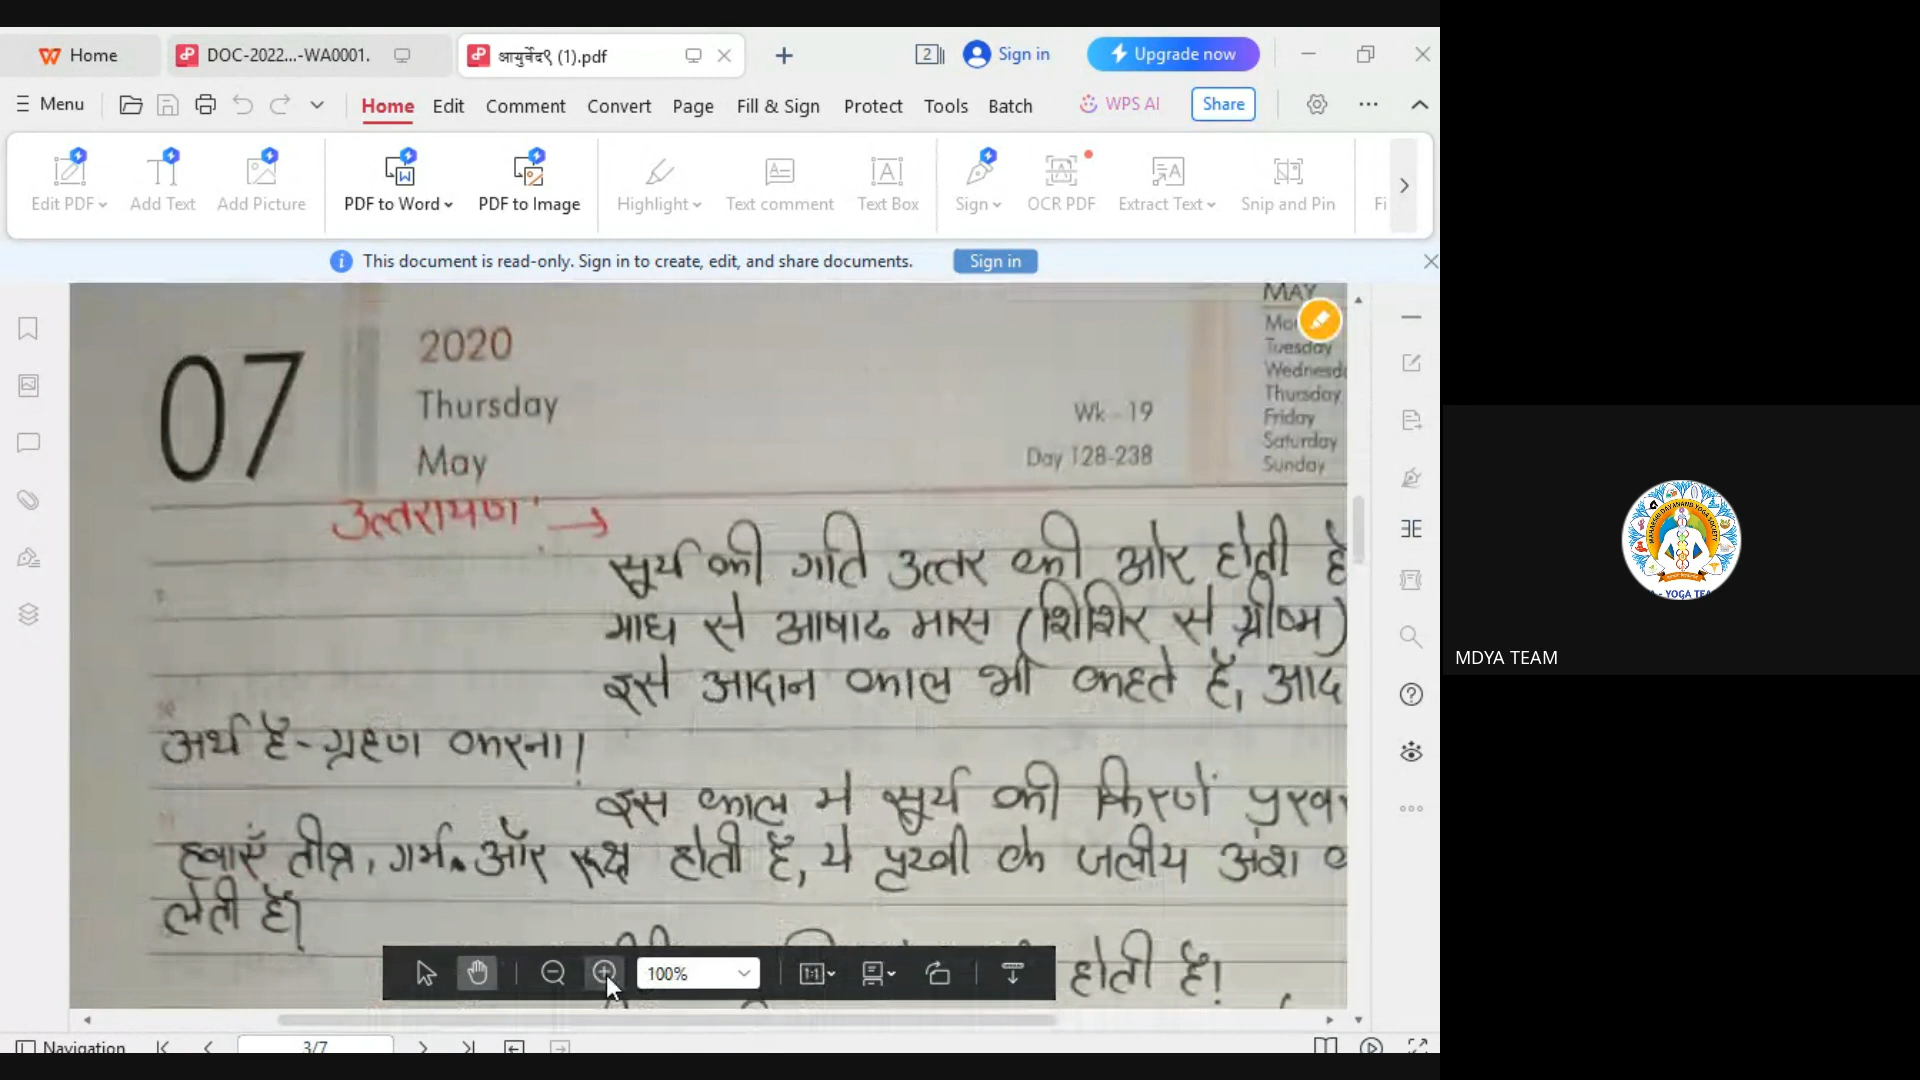 Home
DOC-2022...-WA0001.
आयुर्वेद९ (1).pdf
2
Sign in
Upgrade now
Menu
Home Edit Comment Convert Page Fill & Sign Protect Tools Batch
WPS AI
Share
Edit PDF Add Text Add Picture PDF to Word PDF to Image Highlight Text comment Text Box Sign OCR PDF Extract Text Snip and Pin Fi
This document is read-only. Sign in to create, edit, and share documents.
Sign in
07
2020
Thursday
May
Wk - 19
Day 128-238
MAY
Tuesday
Thursday
Friday
Saturday
Sunday
उत्तरायण →
सूर्य की गति उत्तर की ओर होती है
माघ से आषाढ मास (शिशिर से ग्रीष्म)
इसे आदान काल भी कहते हैं, आद
अर्थ है - ग्रहण करना!
इस काल मे सूर्य की किरणें प्रखर
हवाएँ तीव्र, गर्म और रुक्ष होती है, ये पृथ्वी के जलीय अंश
लेती है।
होती है!
100%
Navigation
3/7
MDYA TEAM